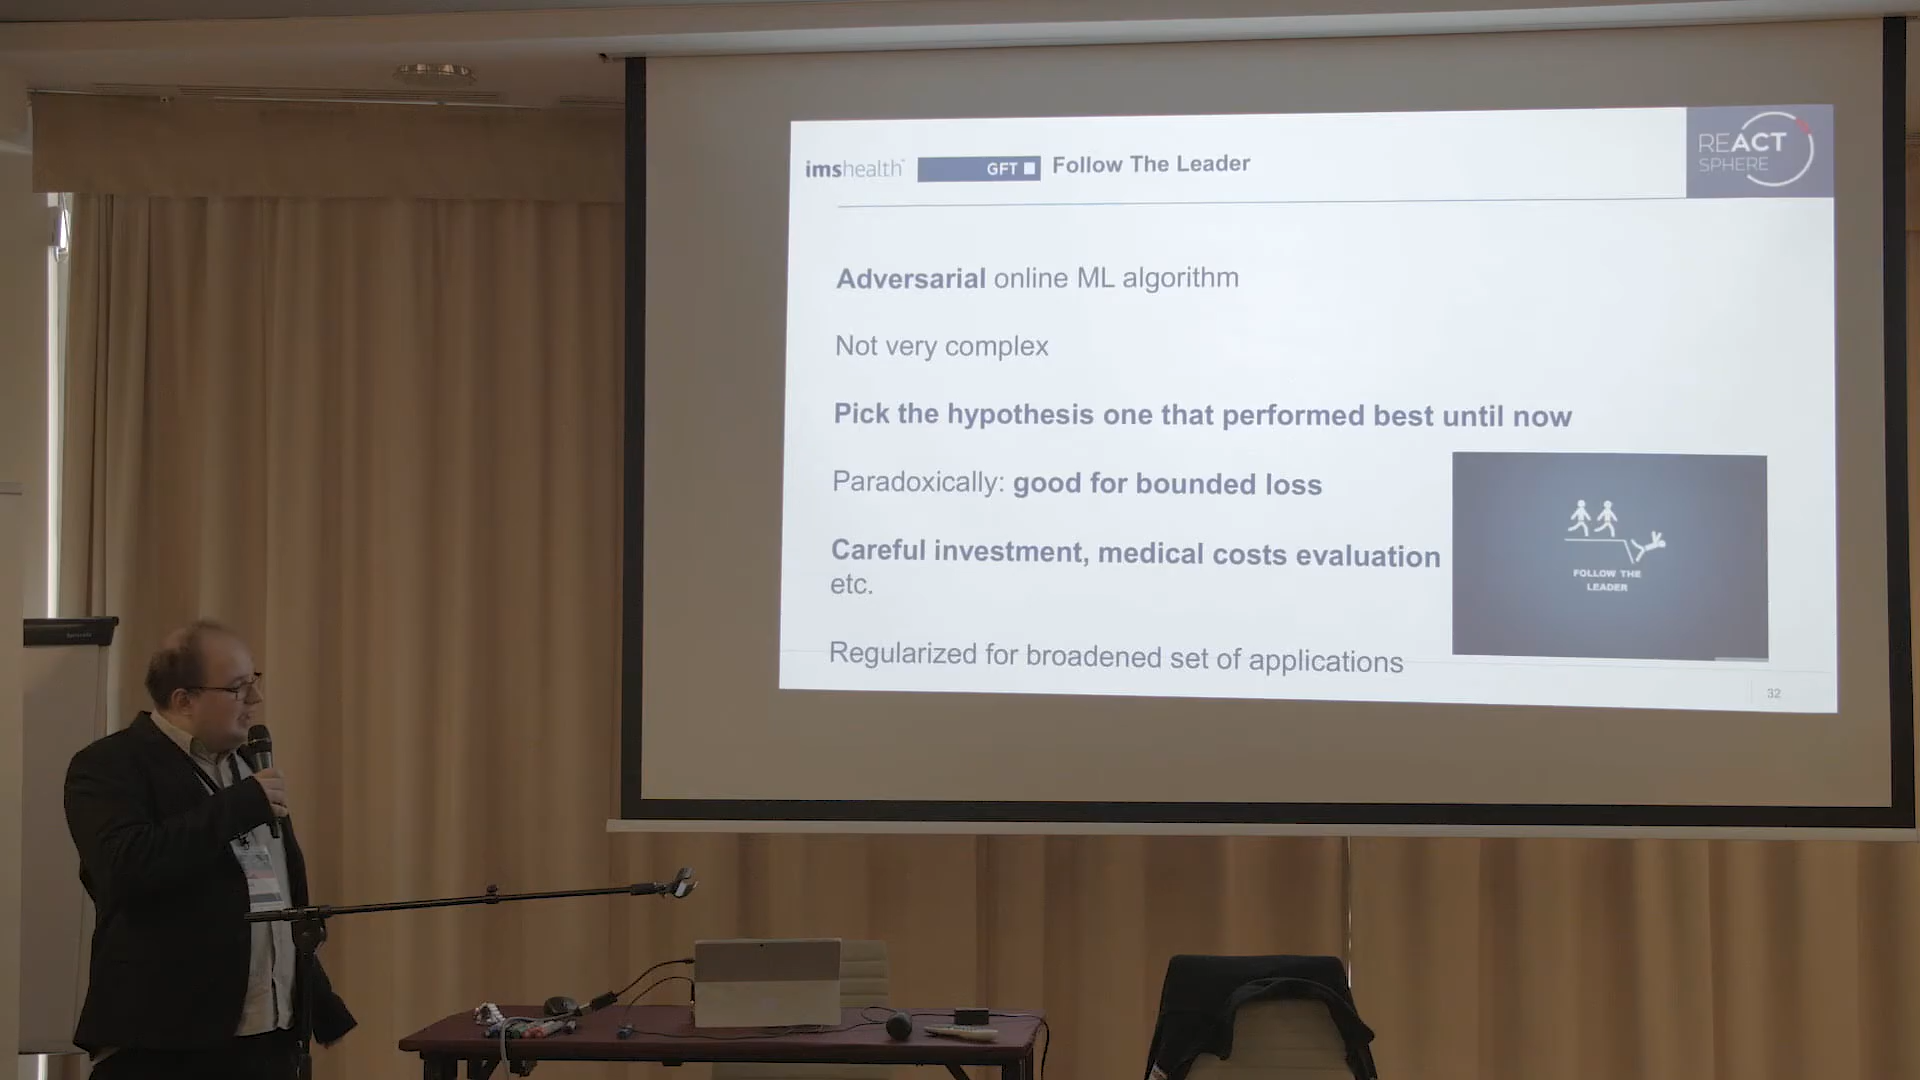 imshealth
GFT
Follow The Leader
REACT
SPHERE
Adversarial online ML algorithm
Not very complex
Pick the hypothesis one that performed best until now
Paradoxically: good for bounded loss
Careful investment, medical costs evaluation
etc.
FOLLOW THE
LEADER
Regularized for broadened set of applications
32